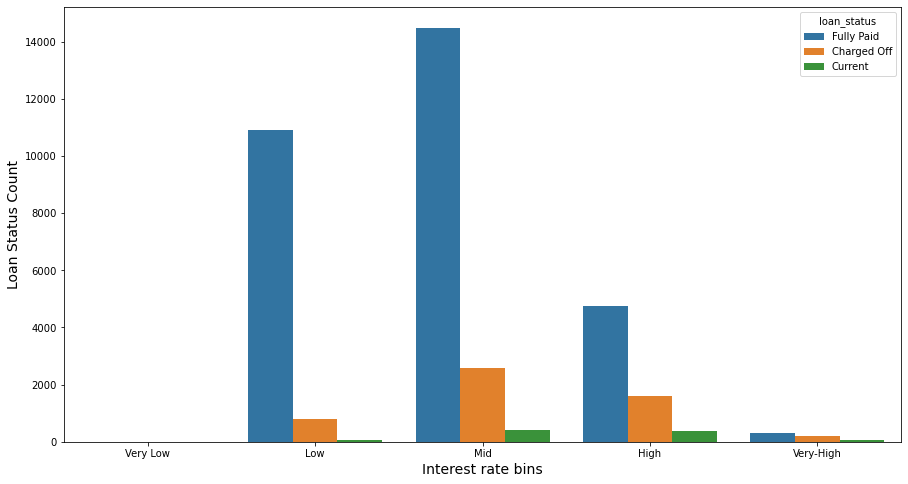 loan_status
Fully Paid
Charged Off
Current
Loan Status Count
14000
12000
10000
8000
6000
4000
2000
0
Very Low Low Mid High Very-High
Interest rate bins